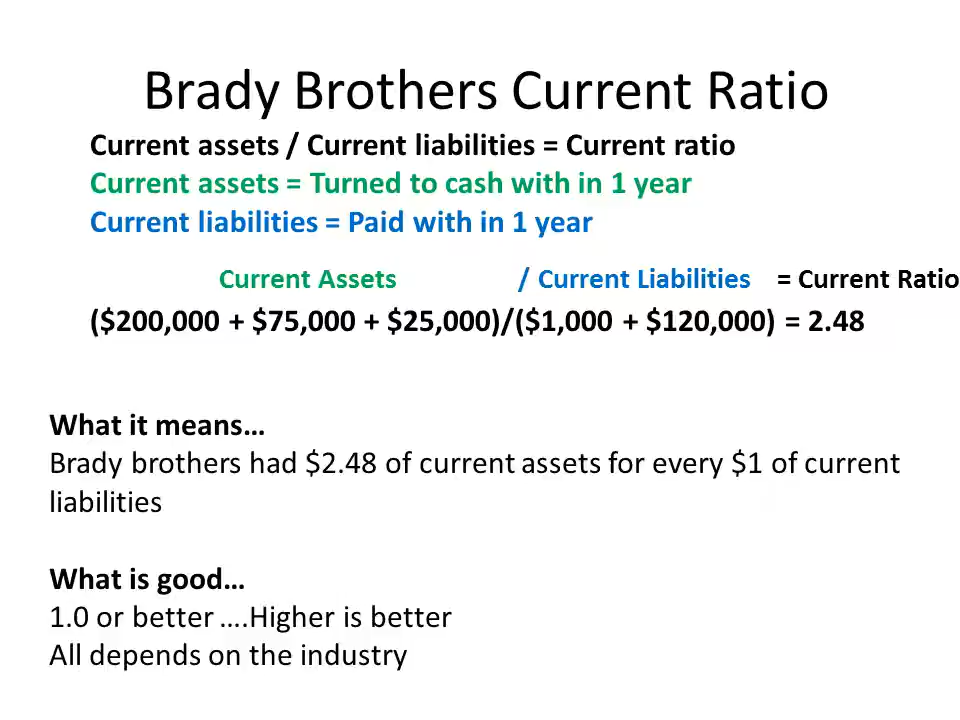 Brady Brothers Current Ratio
Current assets / Current liabilities = Current ratio
Current assets = Turned to cash with in 1 year
Current liabilities = Paid with in 1 year
Current Assets / Current Liabilities = Current Ratio
($200,000 + $75,000 + $25,000)/($1,000 + $120,000) = 2.48
What it means…
Brady brothers had $2.48 of current assets for every $1 of current
liabilities
What is good…
1.0 or better ….Higher is better
All depends on the industry